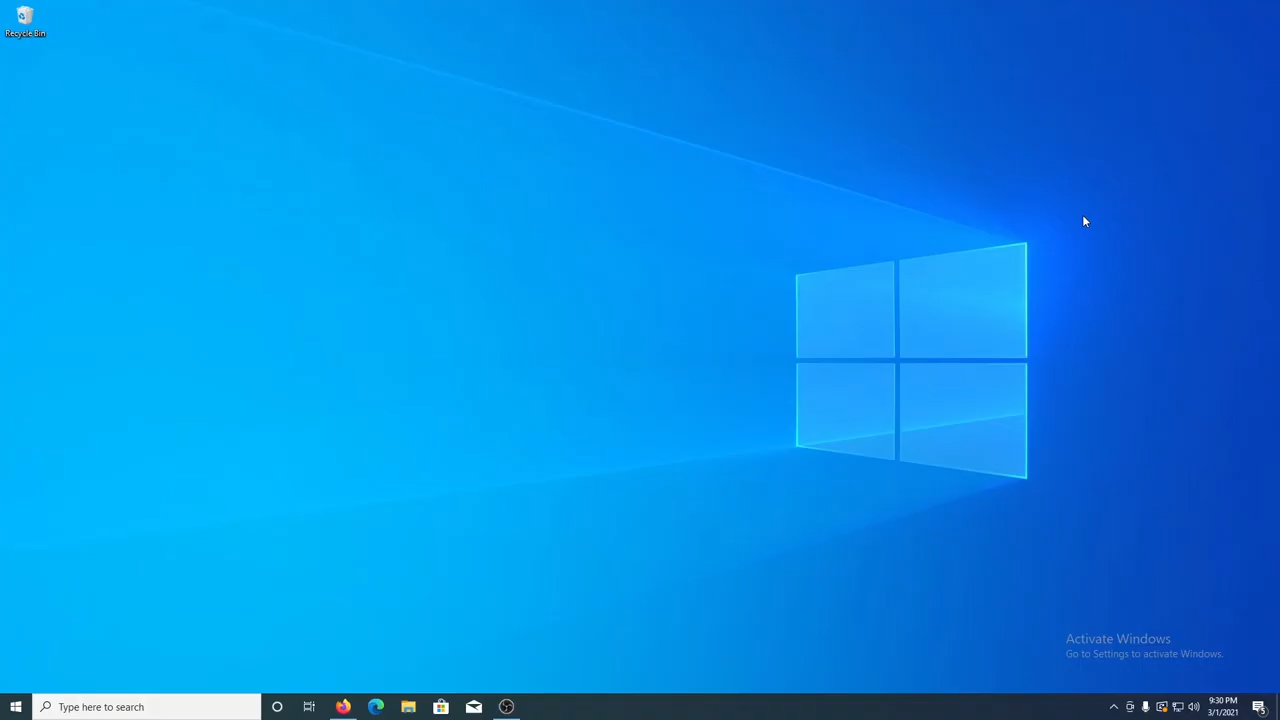 Recycle Bin
Activate Windows
Go to Settings to activate Windows.
Type here to search
9:30 PM
3/1/2021
5